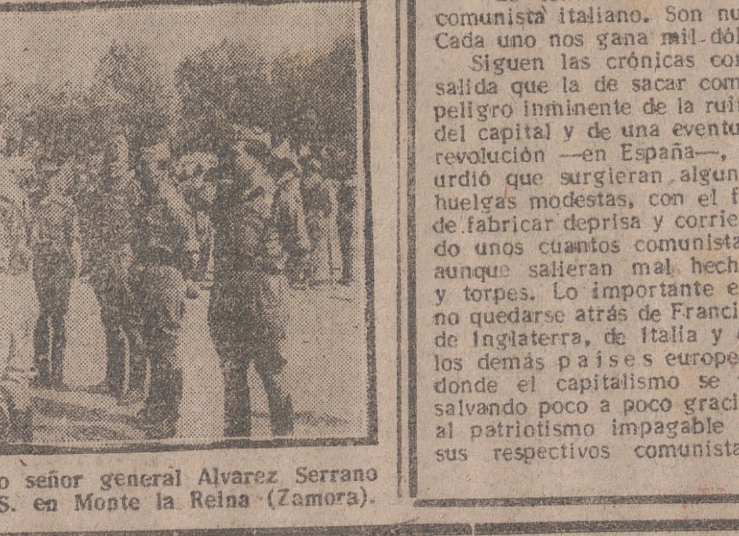 o señor general Alvarez Serrano
S. en Monte la Reina (Zamora).
comunista italiano. Son nu
Cada uno nos gana mil dól
Siguen las crónicas con
salida que la de sacar com
peligro inminente de la rui
del capital y de una eventu
revolución —en España—,
urdió que surgieran algun
huelgas modestas, con el f
de fabricar deprisa y corrie
do unos cuantos comunista
aunque salieran mal hech
y torpes. Lo importante e
no quedarse atrás de Franci
de Inglaterra, de Italia y
los demás países europe
donde el capitalismo se
salvando poco a poco graci
al patriotismo impagable
sus respectivos comunista